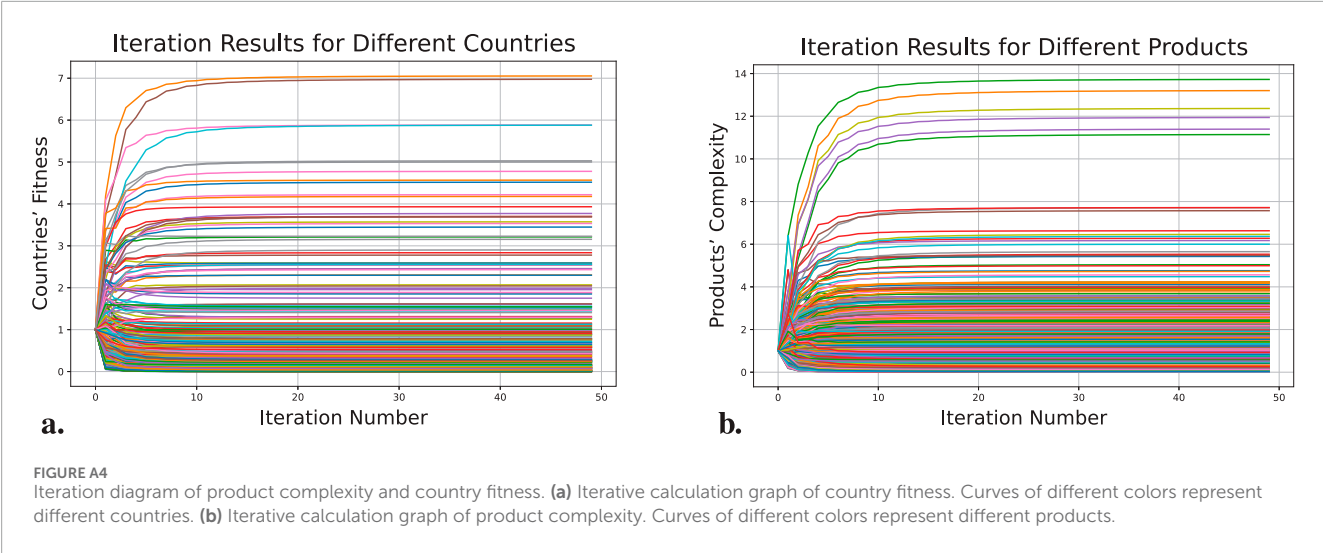 Iteration Results for Different Countries
Countries' Fitness
7
6
5
4
3
2
1
0
0 10 20 30 40 50
Iteration Number
a.
Iteration Results for Different Products
Products' Complexity
14
12
10
8
6
4
2
0
0 10 20 30 40 50
Iteration Number
b.
FIGURE A4
Iteration diagram of product complexity and country fitness. (a) Iterative calculation graph of country fitness. Curves of different colors represent
different countries. (b) Iterative calculation graph of product complexity. Curves of different colors represent different products.